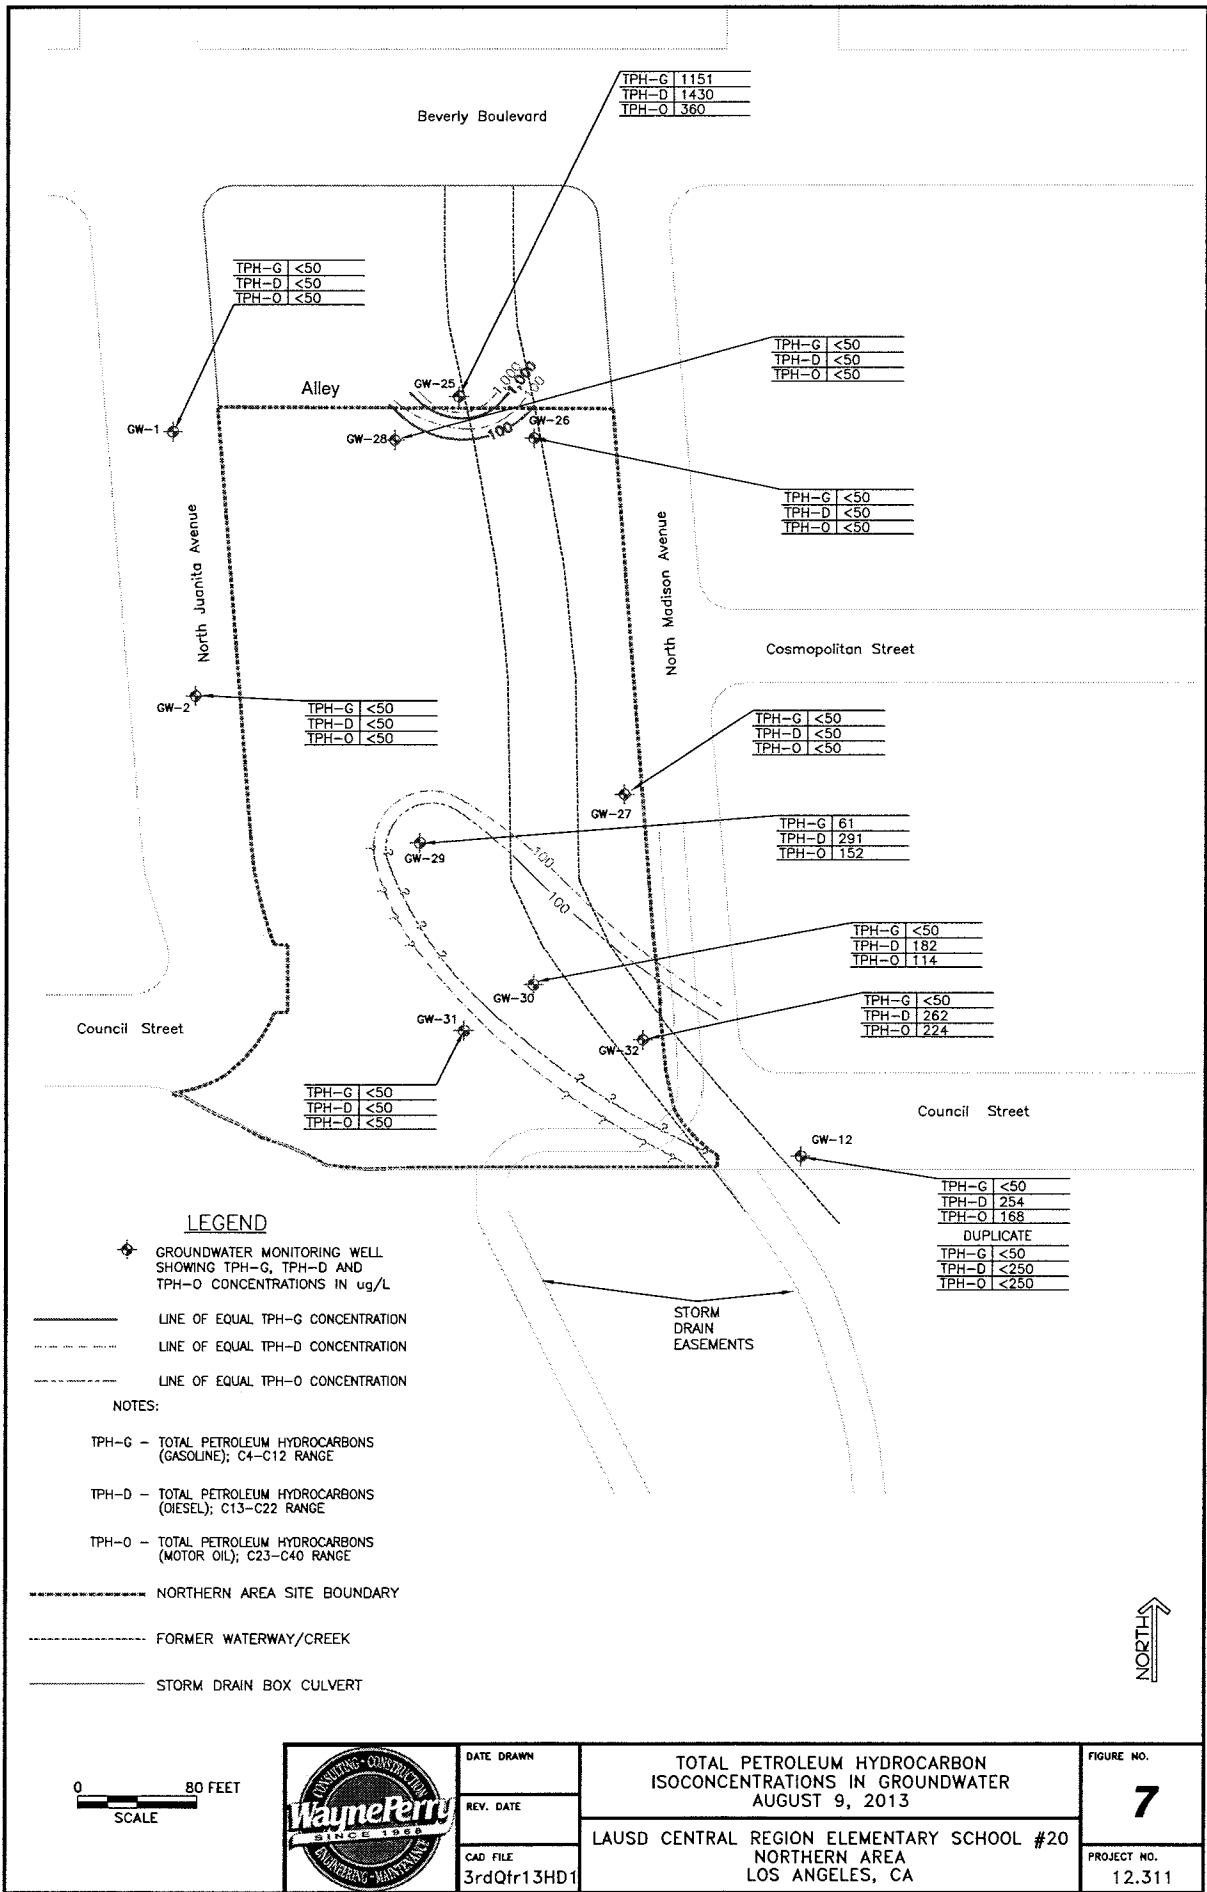 TPH-G 1151
TPH-D 1430
TPH-O 360
Beverly Boulevard
TPH-G <50
TPH-D <50
TPH-O <50
TPH-G <50
TPH-D <50
TPH-O <50
Alley
GW-25
1,000
1,000
100
GW-1
GW-28
100
GW-26
TPH-G <50
TPH-D <50
TPH-O <50
North Juanita Avenue
North Madison Avenue
Cosmopolitan Street
GW-2
TPH-G <50
TPH-D <50
TPH-O <50
TPH-G <50
TPH-D <50
TPH-O <50
GW-27
TPH-G 61
TPH-D 291
TPH-O 152
GW-29
100
100
? ? ? ? ? ? ? ? ? ? ? ? ? ? ? ?
TPH-G <50
TPH-D 182
TPH-O 114
GW-30
TPH-G <50
TPH-D 262
TPH-O 224
GW-31
GW-32
Council Street
TPH-G <50
TPH-D <50
TPH-O <50
Council Street
GW-12
TPH-G <50
TPH-D 254
TPH-O 168
DUPLICATE
TPH-G <50
TPH-D <250
TPH-O <250
STORM
DRAIN
EASEMENTS
LEGEND
GROUNDWATER MONITORING WELL
SHOWING TPH-G, TPH-D AND
TPH-O CONCENTRATIONS IN ug/L
LINE OF EQUAL TPH-G CONCENTRATION
LINE OF EQUAL TPH-D CONCENTRATION
LINE OF EQUAL TPH-O CONCENTRATION
NOTES:
TPH-G - TOTAL PETROLEUM HYDROCARBONS
(GASOLINE); C4-C12 RANGE
TPH-D - TOTAL PETROLEUM HYDROCARBONS
(DIESEL); C13-C22 RANGE
TPH-O - TOTAL PETROLEUM HYDROCARBONS
(MOTOR OIL); C23-C40 RANGE
NORTHERN AREA SITE BOUNDARY
FORMER WATERWAY/CREEK
STORM DRAIN BOX CULVERT
NORTH
0 80 FEET
SCALE
CONSULTING - CONSTRUCTION
WaynePerry
SINCE 1968
ENGINEERING - MAINTENANCE
DATE DRAWN
REV. DATE
CAD FILE
3rdQtr13HD1
TOTAL PETROLEUM HYDROCARBON
ISOCONCENTRATIONS IN GROUNDWATER
AUGUST 9, 2013
LAUSD CENTRAL REGION ELEMENTARY SCHOOL #20
NORTHERN AREA
LOS ANGELES, CA
FIGURE NO.
7
PROJECT NO.
12.311